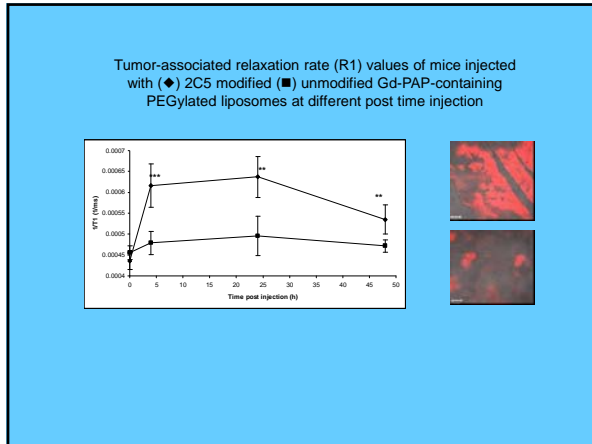 Tumor-associated relaxation rate (R1) values of mice injected
with (◆) 2C5 modified (■) unmodified Gd-PAP-containing
PEGylated liposomes at different post time injection
0.0007
0.00065
0.0006
0.00055
0.0005
0.00045
0.0004
1/T1 (1/ms)
***
**
**
0 5 10 15 20 25 30 35 40 45 50
Time post injection (h)